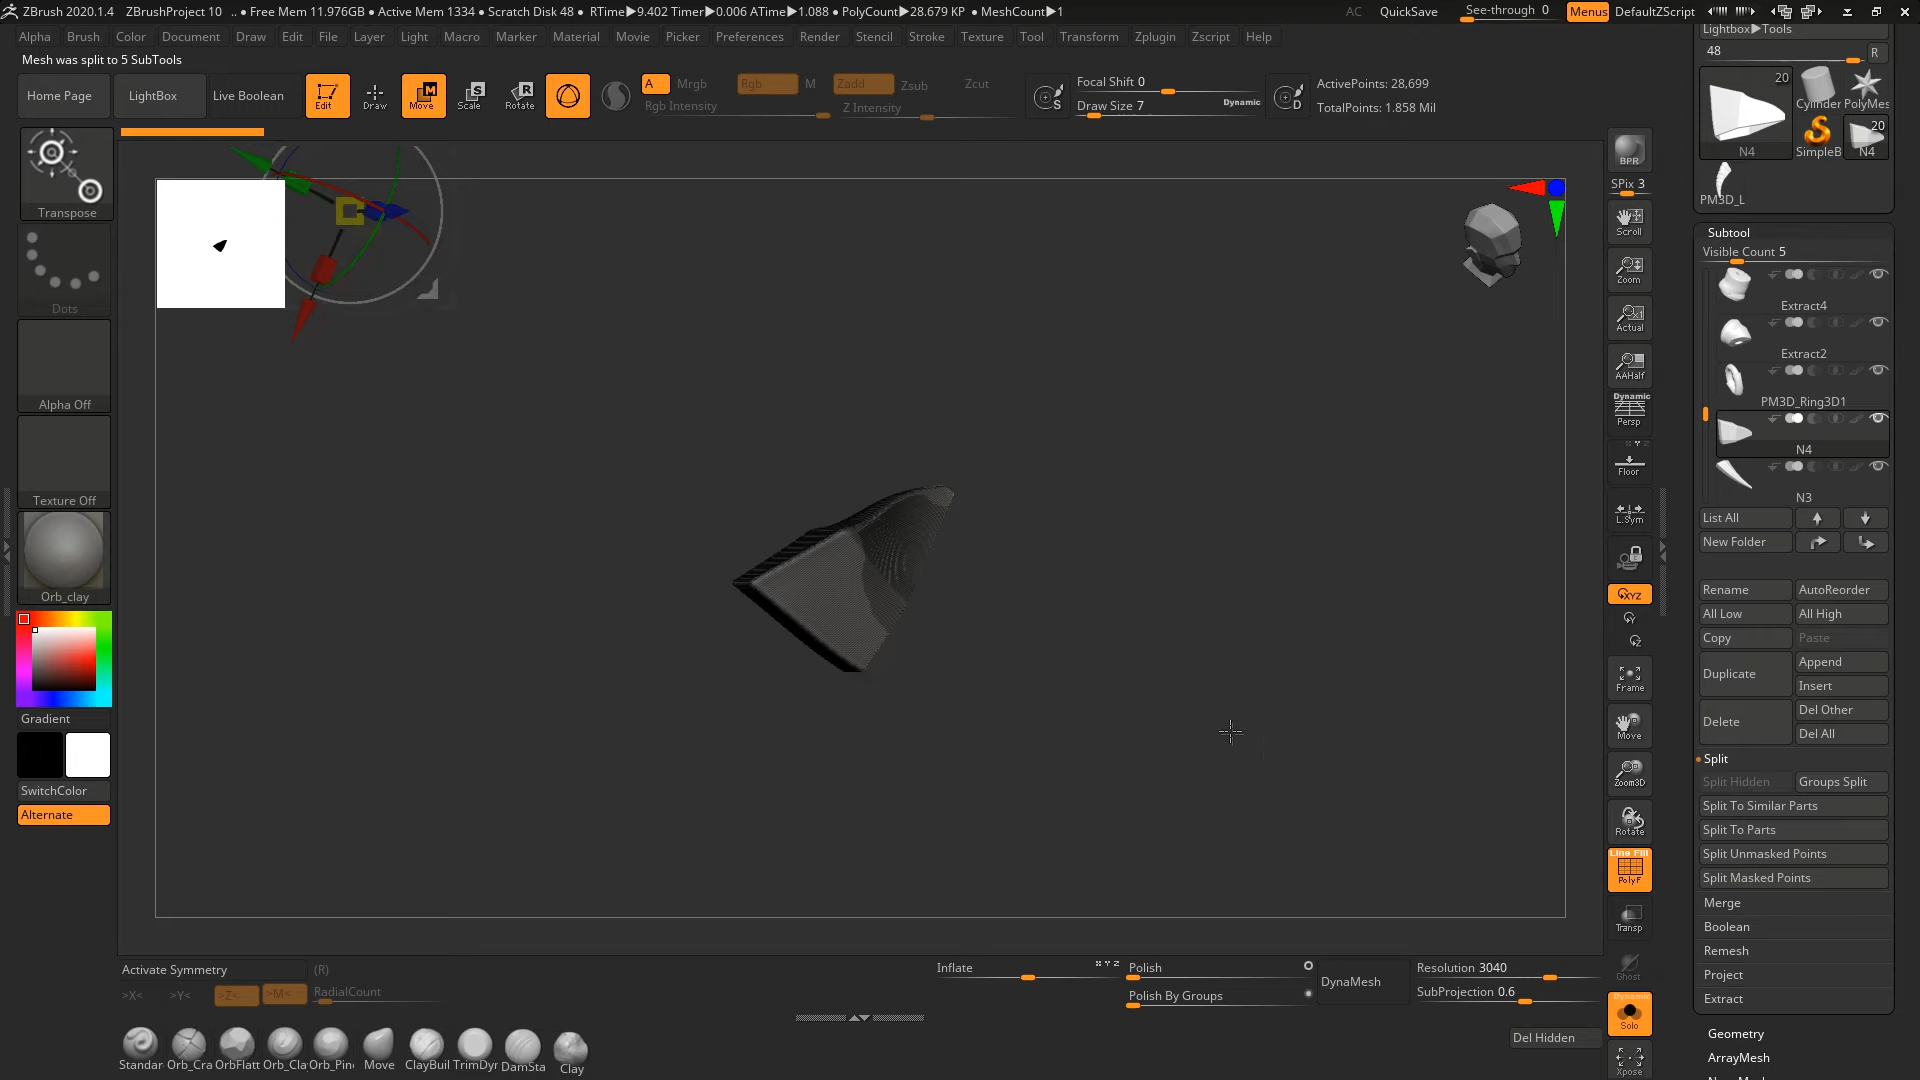 ZBrush 2020.1.4 ZBrushProject 10 .. • Free Mem 11.976GB • Active Mem 1334 • Scratch Disk 48 • RTime▶9.402 Timer▶0.006 ATime▶1.088 • PolyCount▶28.679 KP • MeshCount▶1 AC QuickSave See-through 0 Menus DefaultZScript
Alpha Brush Color Document Draw Edit File Layer Light Macro Marker Material Movie Picker Preferences Render Stencil Stroke Texture Tool Transform Zplugin Zscript Help
Mesh was split to 5 SubTools
Home Page LightBox Live Boolean Edit Draw Move Scale Rotate A Mrgb Rgb M Zadd Zsub Zcut
Rgb Intensity Z Intensity
Focal Shift 0
Draw Size 7 Dynamic
ActivePoints: 28,699
TotalPoints: 1.858 Mil
Transpose
Dots
Alpha Off
Texture Off
Orb_clay
Gradient
SwitchColor
Alternate
BPR
SPix 3
Scroll
Zoom
Actual
AAHalf
Dynamic
Persp
Floor
L.Sym
XYZ
Y
Z
Frame
Move
Zoom3D
Rotate
Line Fill
PolyF
Transp
Ghost
Dynamic
Solo
Xpose
Lightbox▶Tools
48 R
20
N4
Cylinder PolyMes
SimpleB
20
N4
PM3D_L
Subtool
Visible Count 5
Extract4
Extract2
PM3D_Ring3D1
N4
N3
List All
New Folder
Rename AutoReorder
All Low All High
Copy Paste
Duplicate Append
Insert
Delete Del Other
Del All
Split
Split Hidden Groups Split
Split To Similar Parts
Split To Parts
Split Unmasked Points
Split Masked Points
Merge
Boolean
Remesh
Project
Extract
Geometry
ArrayMesh
Activate Symmetry (R)
>X< >Y< >Z< >M< RadialCount
Inflate X Y Z Polish
Polish By Groups
DynaMesh
Resolution 3040
SubProjection 0.6
Del Hidden
Standar Orb_Cra OrbFlatt Orb_Cla Orb_Pin Move ClayBuil TrimDyr DamSta Clay